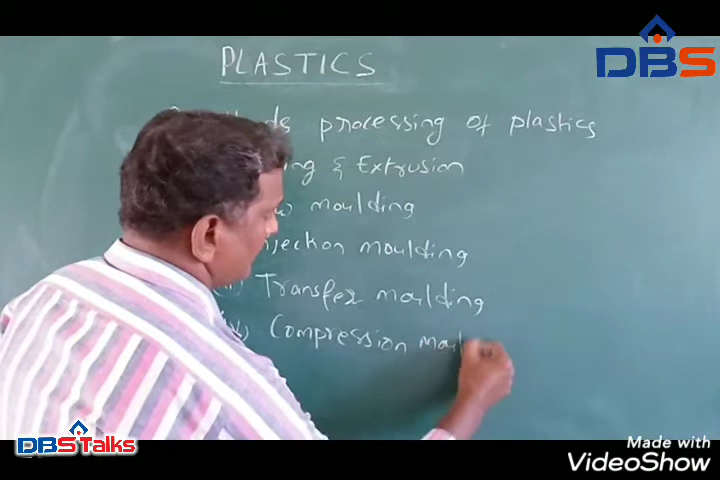 DBS
PLASTICS
processing of plastics
& Extrusion
moulding
moulding
Transfer moulding
Compression
DBSTalks
Made with
VideoShow